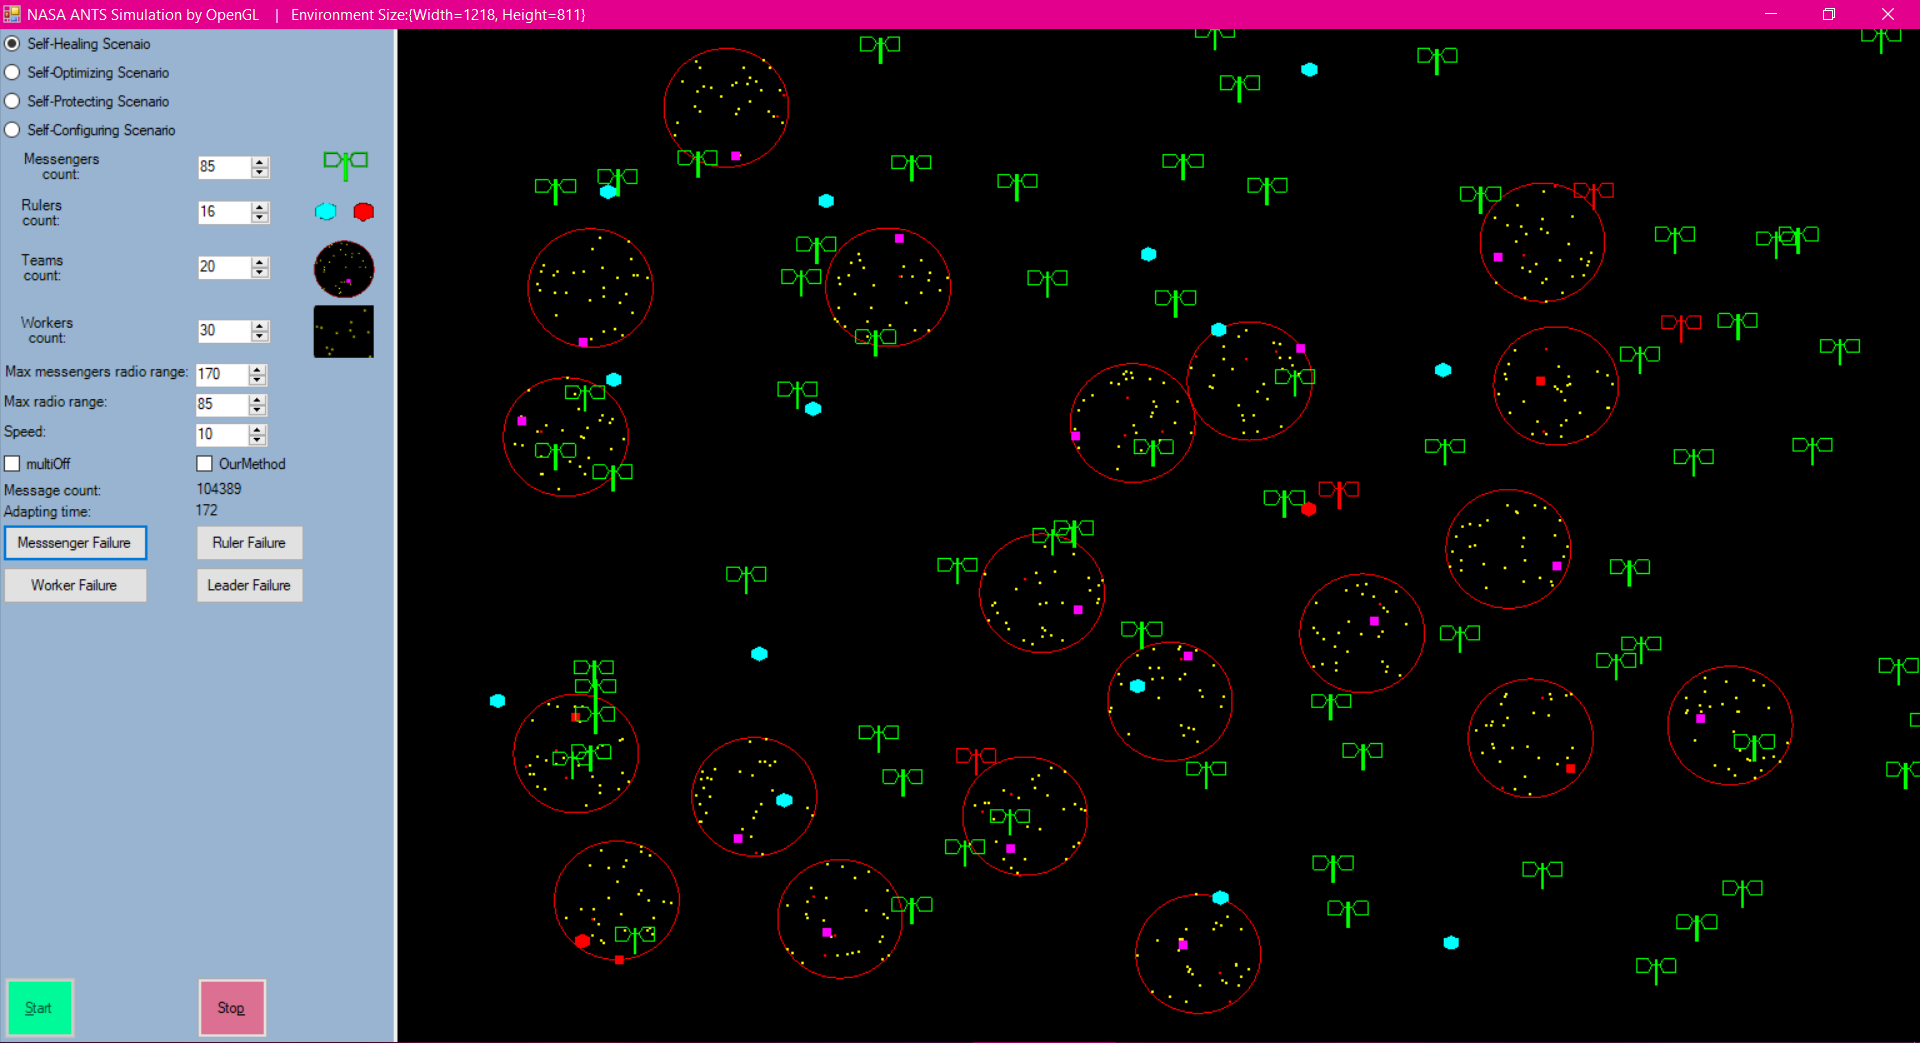 NASA ANTS Simulation by OpenGL | Environment Size:{Width=1218, Height=811}
Self-Healing Scenaio
Self-Optimizing Scenario
Self-Protecting Scenario
Self-Configuring Scenario
Messengers count: 85
Rulers count: 16
Teams count: 20
Workers count: 30
Max messengers radio range: 170
Max radio range: 85
Speed: 10
multiOff OurMethod
Message count: 104389
Adapting time: 172
Messsenger Failure Ruler Failure
Worker Failure Leader Failure
Start Stop